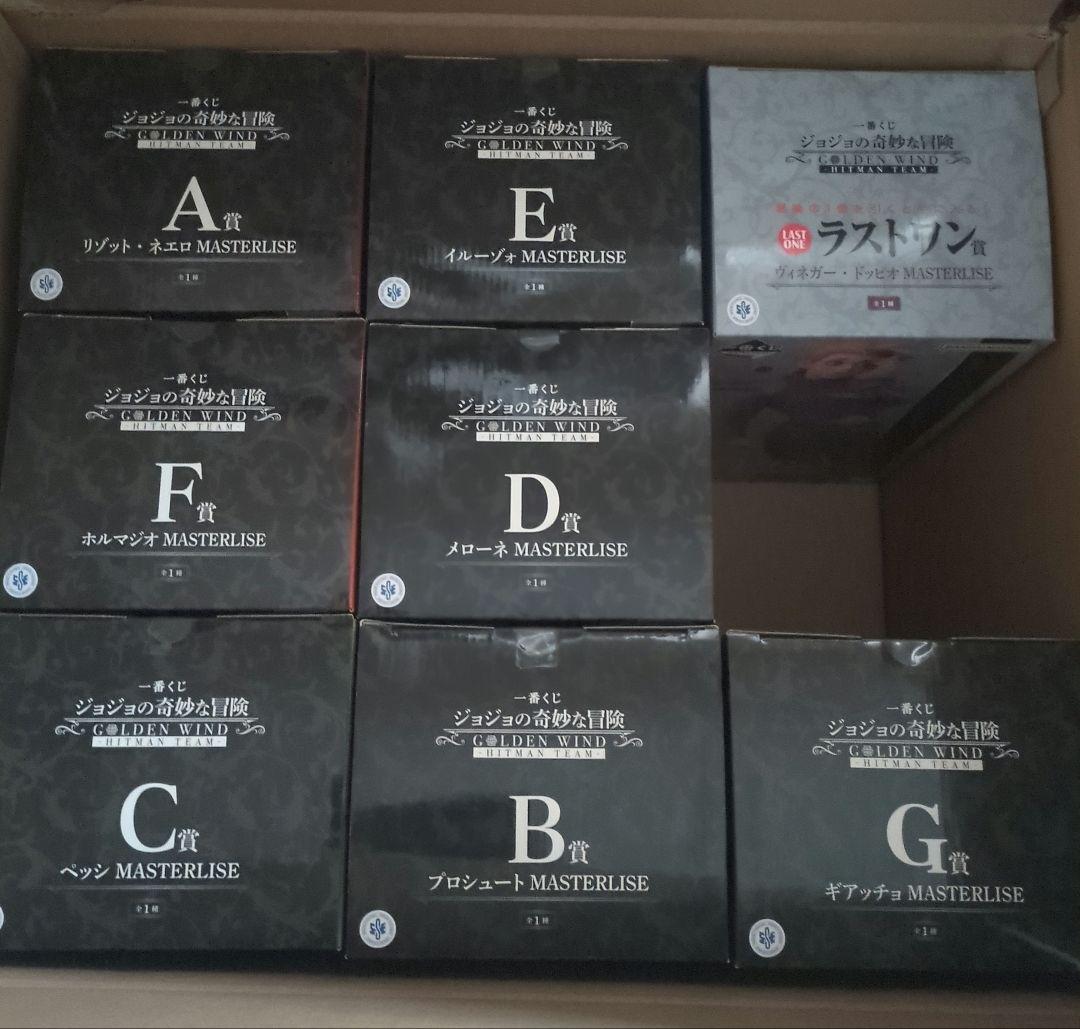 一番くじ
ジョジョの奇妙な冒険
GOLDEN WIND
HITMAN TEAM
A賞
リゾット・ネエロ MASTERLISE
全1種
一番くじ
ジョジョの奇妙な冒険
GOLDEN WIND
HITMAN TEAM
E賞
イルーゾォ MASTERLISE
全1種
一番くじ
ジョジョの奇妙な冒険
GOLDEN WIND
HITMAN TEAM
LAST ONE ラストワン賞
ヴィネガー・ドッピオ MASTERLISE
全1種
一番くじ
ジョジョの奇妙な冒険
GOLDEN WIND
HITMAN TEAM
F賞
ホルマジオ MASTERLISE
全1種
一番くじ
ジョジョの奇妙な冒険
GOLDEN WIND
HITMAN TEAM
D賞
メローネ MASTERLISE
全1種
一番くじ
ジョジョの奇妙な冒険
GOLDEN WIND
HITMAN TEAM
C賞
ペッシ MASTERLISE
全1種
一番くじ
ジョジョの奇妙な冒険
GOLDEN WIND
HITMAN TEAM
B賞
プロシュート MASTERLISE
全1種
一番くじ
ジョジョの奇妙な冒険
GOLDEN WIND
HITMAN TEAM
G賞
ギアッチョ MASTERLISE
全1種